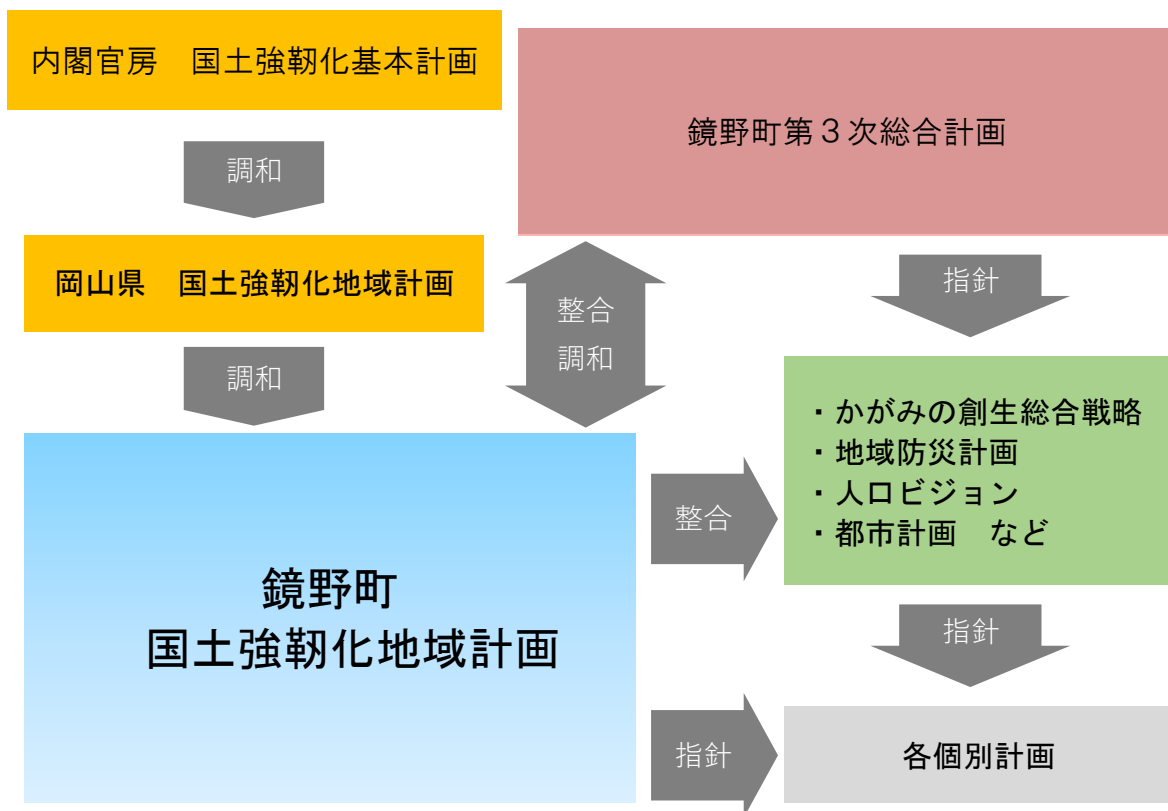 内閣官房　国土強靭化基本計画
調和
岡山県　国土強靭化地域計画
調和
鏡野町
国土強靭化地域計画
鏡野町第３次総合計画
整合
調和
指針
・かがみの創生総合戦略
・地域防災計画
・人口ビジョン
・都市計画　など
整合
指針
指針
各個別計画